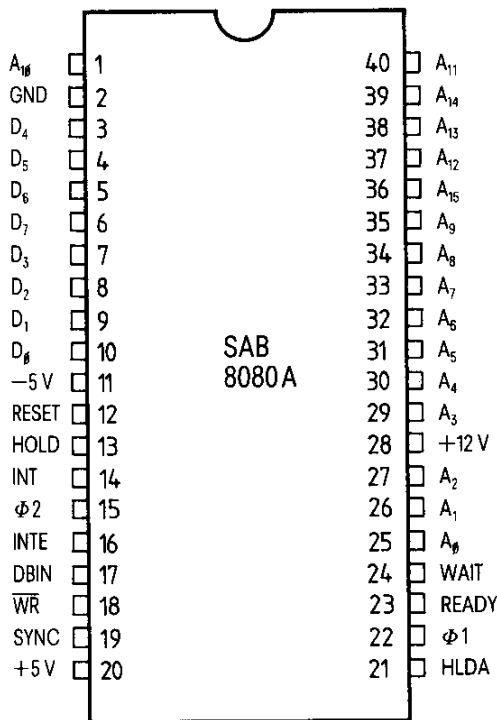 A₁₀ 1 40 A₁₁
GND 2 39 A₁₄
D₄ 3 38 A₁₃
D₅ 4 37 A₁₂
D₆ 5 36 A₁₅
D₇ 6 35 A₉
D₃ 7 34 A₈
D₂ 8 33 A₇
D₁ 9 32 A₆
D₀ 10 31 A₅
−5 V 11 30 A₄
RESET 12 29 A₃
HOLD 13 28 +12 V
INT 14 27 A₂
Φ2 15 26 A₁
INTE 16 25 A₀
DBIN 17 24 WAIT
W̅R̅ 18 23 READY
SYNC 19 22 Φ1
+5 V 20 21 HLDA
SAB
8080 A